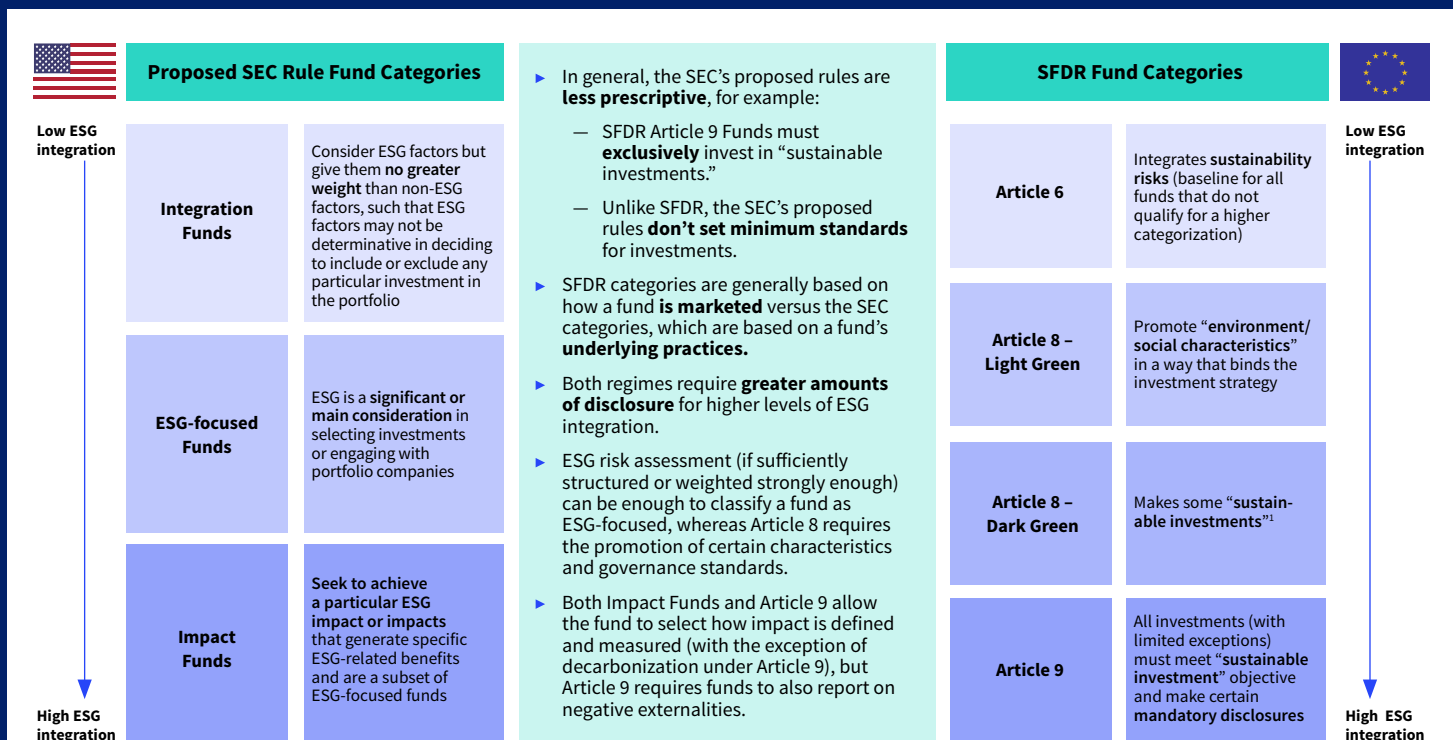 Proposed SEC Rule Fund Categories
Low ESG
integration
Integration
Funds
Consider ESG factors but
give them no greater
weight than non-ESG
factors, such that ESG
factors may not be
determinative in deciding
to include or exclude any
particular investment in
the portfolio
ESG-focused
Funds
ESG is a significant or
main consideration in
selecting investments
or engaging with
portfolio companies
Impact
Funds
Seek to achieve
a particular ESG
impact or impacts
that generate specific
ESG-related benefits
and are a subset of
ESG-focused funds
High ESG
integration
► In general, the SEC’s proposed rules are
less prescriptive, for example:
— SFDR Article 9 Funds must
exclusively invest in “sustainable
investments.”
— Unlike SFDR, the SEC’s proposed
rules don’t set minimum standards
for investments.
► SFDR categories are generally based on
how a fund is marketed versus the SEC
categories, which are based on a fund’s
underlying practices.
► Both regimes require greater amounts
of disclosure for higher levels of ESG
integration.
► ESG risk assessment (if sufficiently
structured or weighted strongly enough)
can be enough to classify a fund as
ESG-focused, whereas Article 8 requires
the promotion of certain characteristics
and governance standards.
► Both Impact Funds and Article 9 allow
the fund to select how impact is defined
and measured (with the exception of
decarbonization under Article 9), but
Article 9 requires funds to also report on
negative externalities.
SFDR Fund Categories
Low ESG
integration
Article 6
Integrates sustainability
risks (baseline for all
funds that do not
qualify for a higher
categorization)
Article 8 –
Light Green
Promote “environment/
social characteristics”
in a way that binds the
investment strategy
Article 8 –
Dark Green
Makes some “sustain-
able investments”¹
Article 9
All investments (with
limited exceptions)
must meet “sustainable
investment” objective
and make certain
mandatory disclosures
High ESG
integration